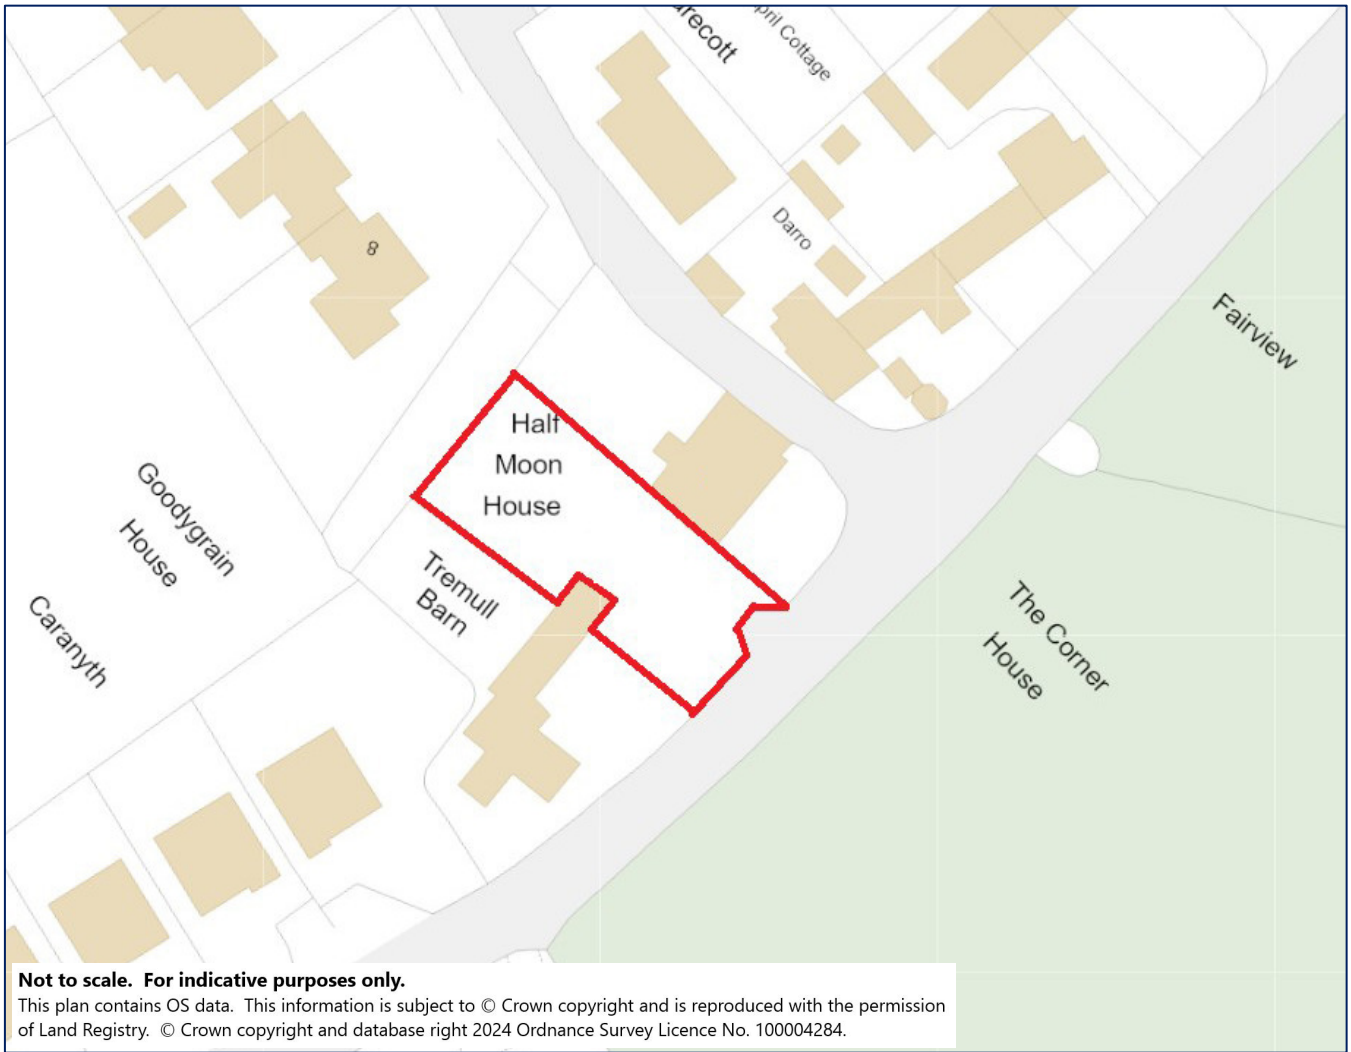 April Cottage
Darro
8
Fairview
Half
Moon
House
Goodygrain
House
Tremull
Barn
Caranyth
The Corner
House
Not to scale. For indicative purposes only.
This plan contains OS data. This information is subject to © Crown copyright and is reproduced with the permission
of Land Registry. © Crown copyright and database right 2024 Ordnance Survey Licence No. 100004284.